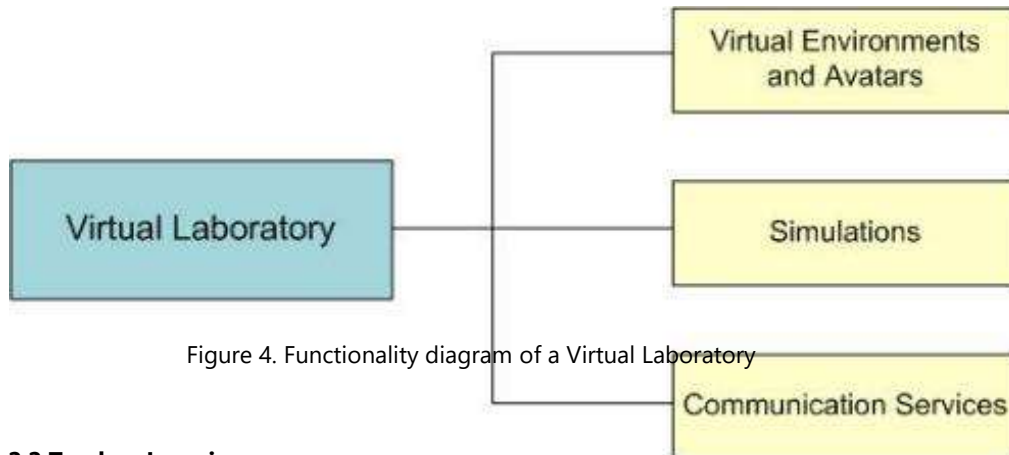 Virtual Environments
and Avatars
Virtual Laboratory
Simulations
Figure 4. Functionality diagram of a Virtual Laboratory
Communication Services